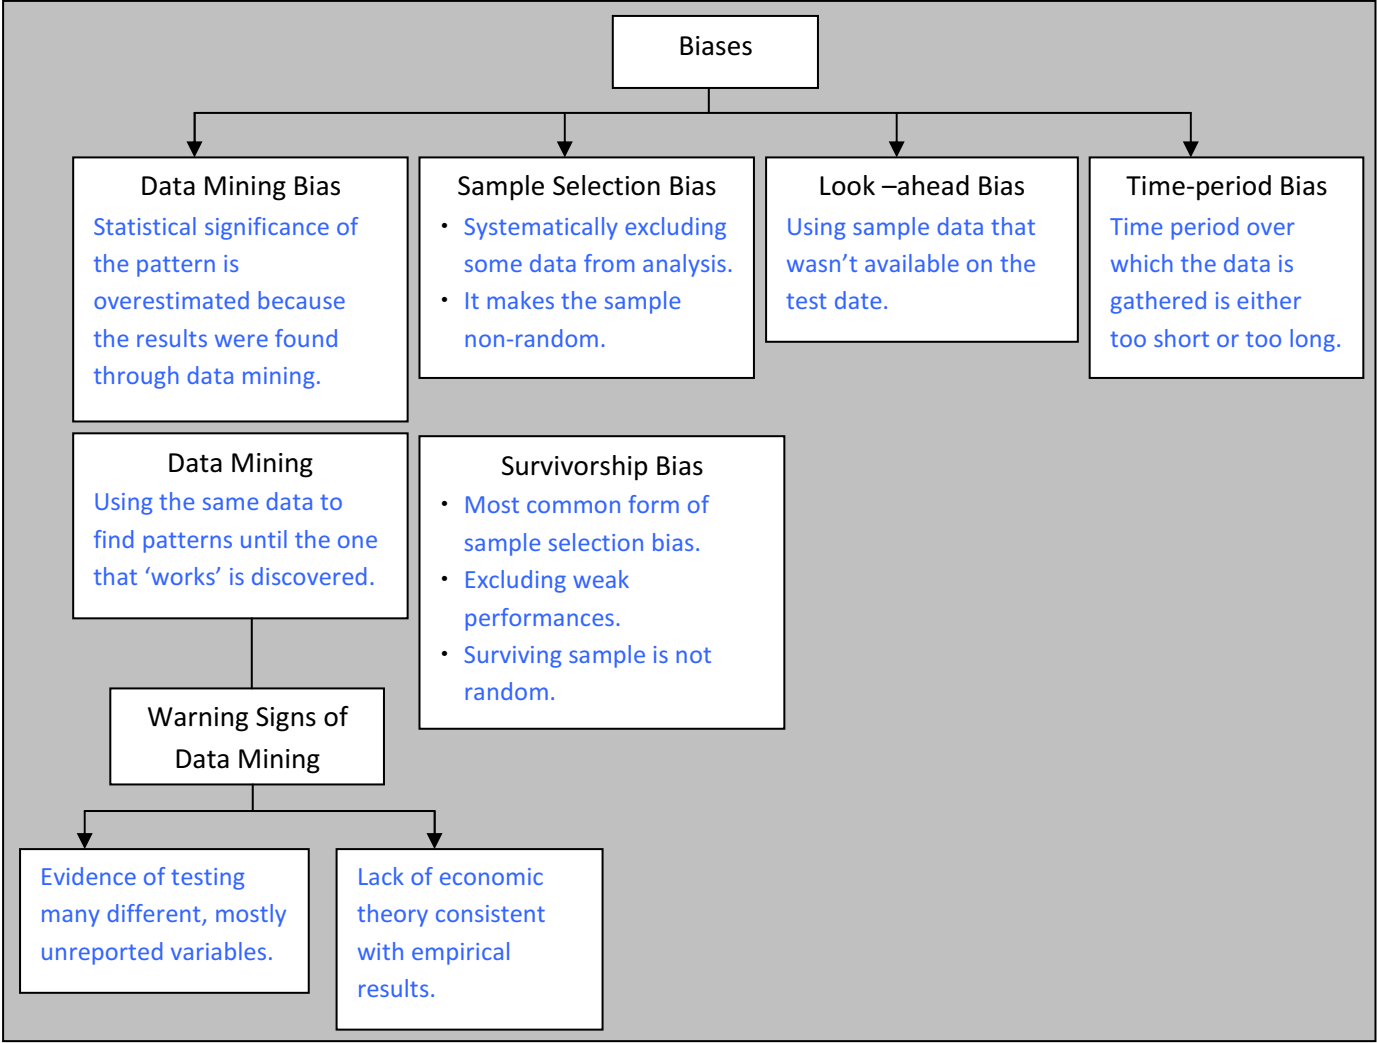 Biases
Data Mining Bias
Statistical significance of
the pattern is
overestimated because
the results were found
through data mining.
Sample Selection Bias
• Systematically excluding
some data from analysis.
• It makes the sample
non-random.
Look –ahead Bias
Using sample data that
wasn’t available on the
test date.
Time-period Bias
Time period over
which the data is
gathered is either
too short or too long.
Data Mining
Using the same data to
find patterns until the one
that ‘works’ is discovered.
Survivorship Bias
• Most common form of
sample selection bias.
• Excluding weak
performances.
• Surviving sample is not
random.
Warning Signs of
Data Mining
Evidence of testing
many different, mostly
unreported variables.
Lack of economic
theory consistent
with empirical
results.